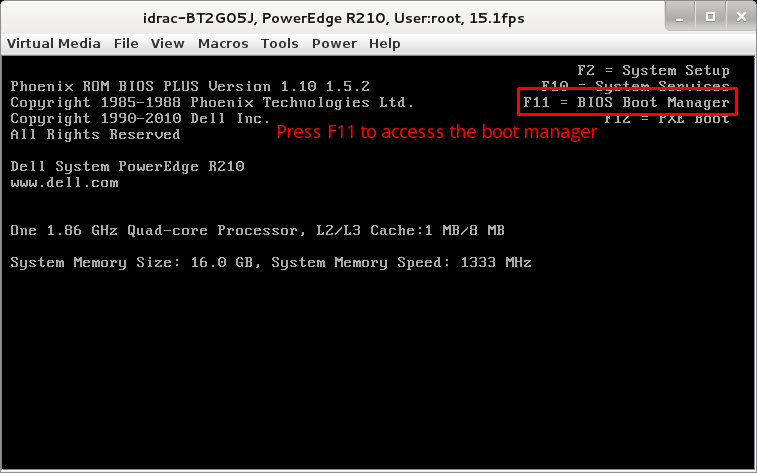 idrac-BT2G05J, PowerEdge R210, User:root, 15.1fps
Virtual Media File View Macros Tools Power Help
F2 = System Setup
Phoenix ROM BIOS PLUS Version 1.10 1.5.2 F10 = System Services
Copyright 1985-1988 Phoenix Technologies Ltd. F11 = BIOS Boot Manager
Copyright 1990-2010 Dell Inc. F12 = PXE Boot
All Rights Reserved Press F11 to accesss the boot manager
Dell System PowerEdge R210
www.dell.com
One 1.86 GHz Quad-core Processor, L2/L3 Cache:1 MB/8 MB
System Memory Size: 16.0 GB, System Memory Speed: 1333 MHz